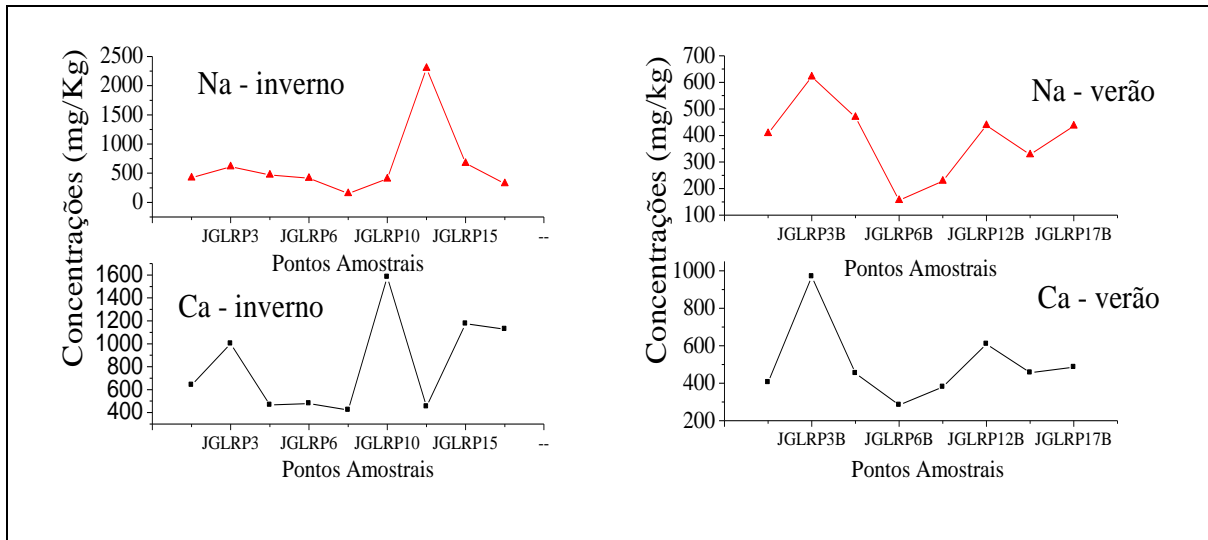 Concentrações (mg/Kg)
2500
2000
1500
1000
500
0
Na - inverno
JGLRP3 JGLRP6 JGLRP10 JGLRP15 --
Pontos Amostrais
1600
1400
1200
1000
800
600
400
Ca - inverno
JGLRP3 JGLRP6 JGLRP10 JGLRP15 --
Pontos Amostrais
Concentrações (mg/kg)
700
600
500
400
300
200
100
Na - verão
JGLRP3B JGLRP6B JGLRP12B JGLRP17B
Pontos Amostrais
1000
800
600
400
200
Ca - verão
JGLRP3B JGLRP6B JGLRP12B JGLRP17B
Pontos Amostrais